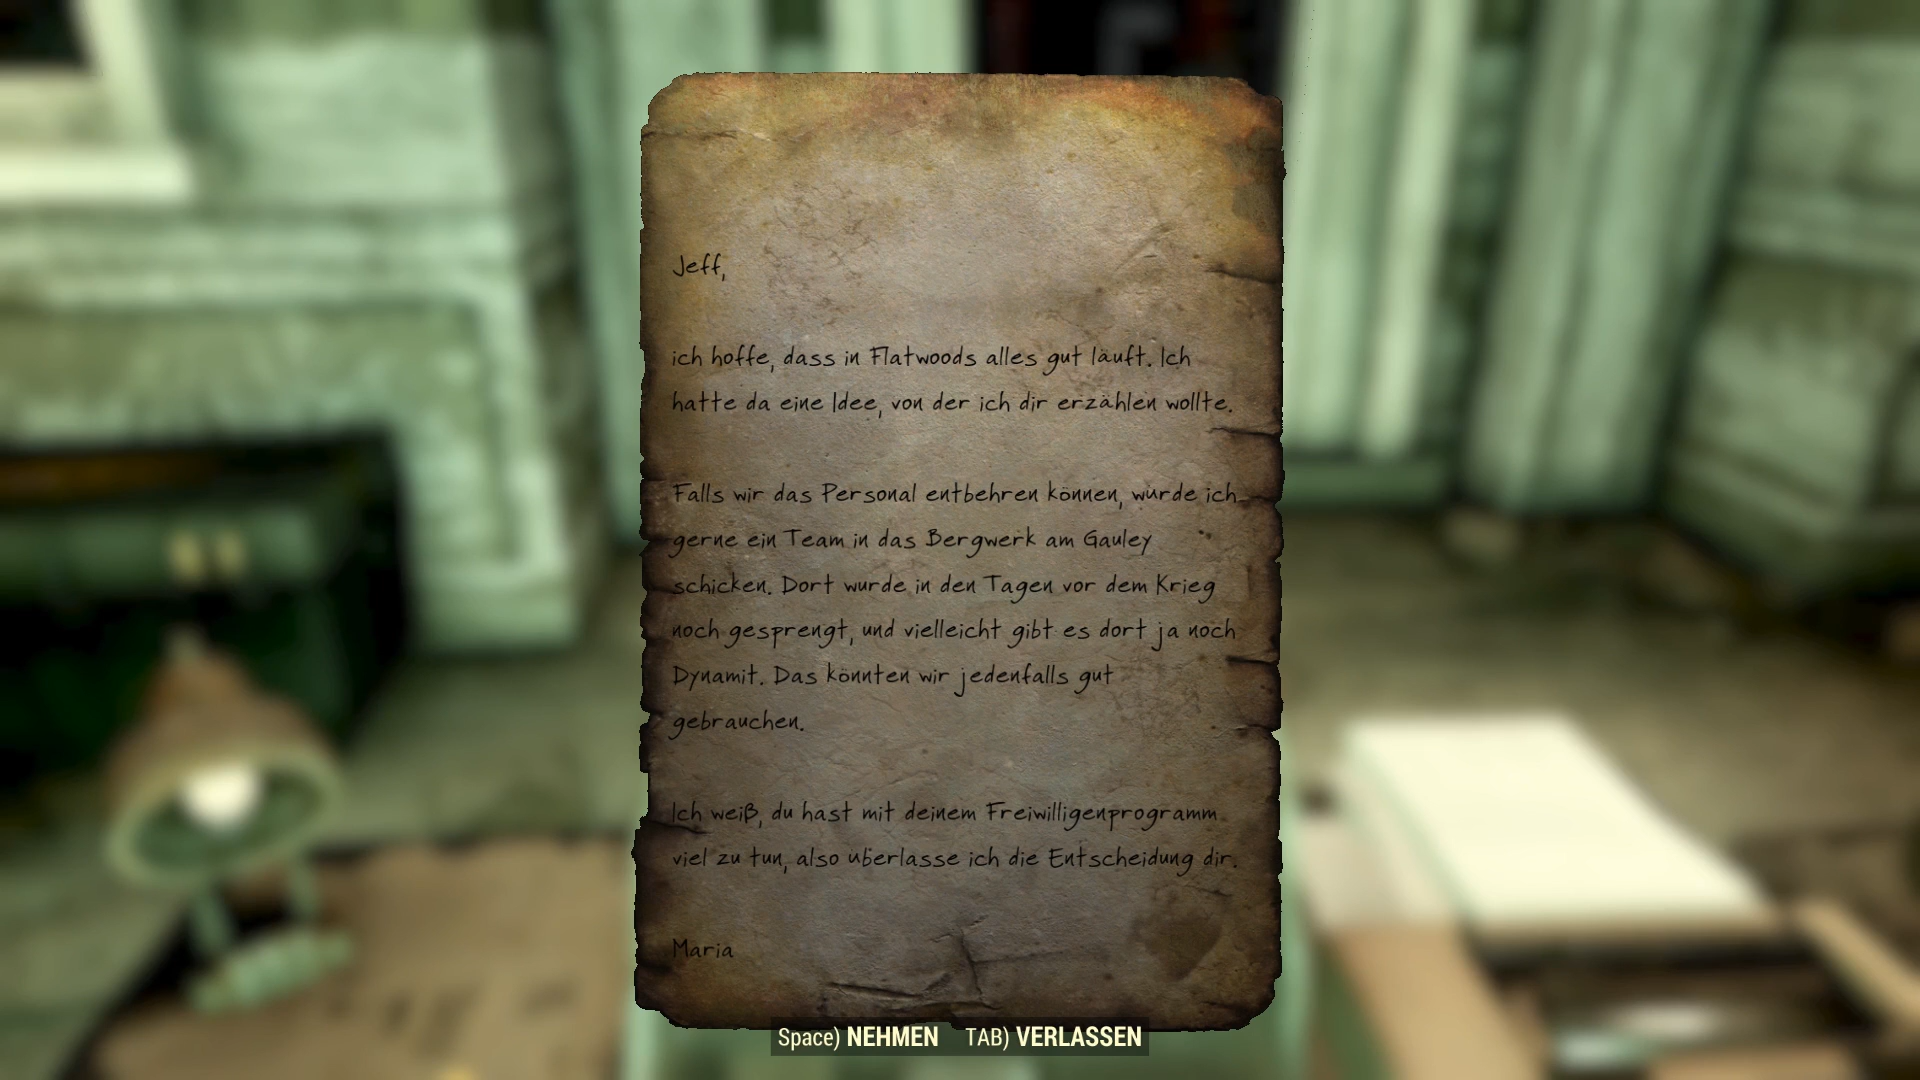 Jeff,
ich hoffe, dass in Flatwoods alles gut läuft. Ich
hatte da eine Idee, von der ich dir erzählen wollte.
Falls wir das Personal entbehren können, würde ich
gerne ein Team in das Bergwerk am Gauley
schicken. Dort wurde in den Tagen vor dem Krieg
noch gesprengt, und vielleicht gibt es dort ja noch
Dynamit. Das könnten wir jedenfalls gut
gebrauchen.
Ich weiß, du hast mit deinem Freiwilligenprogramm
viel zu tun, also überlasse ich die Entscheidung dir.
Maria
Space) NEHMEN TAB) VERLASSEN